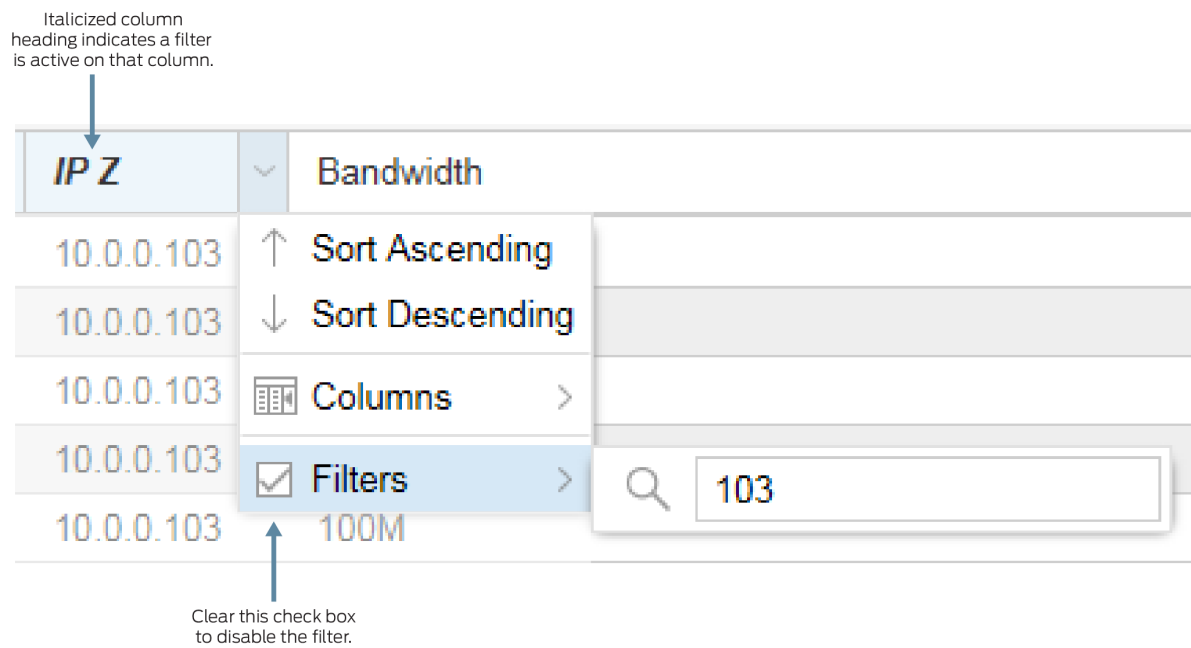 Italicized column
heading indicates a filter
is active on that column.
IP Z
Bandwidth
10.0.0.103
Sort Ascending
10.0.0.103
Sort Descending
10.0.0.103
Columns
10.0.0.103
Filters
103
10.0.0.103
100M
Clear this check box
to disable the filter.